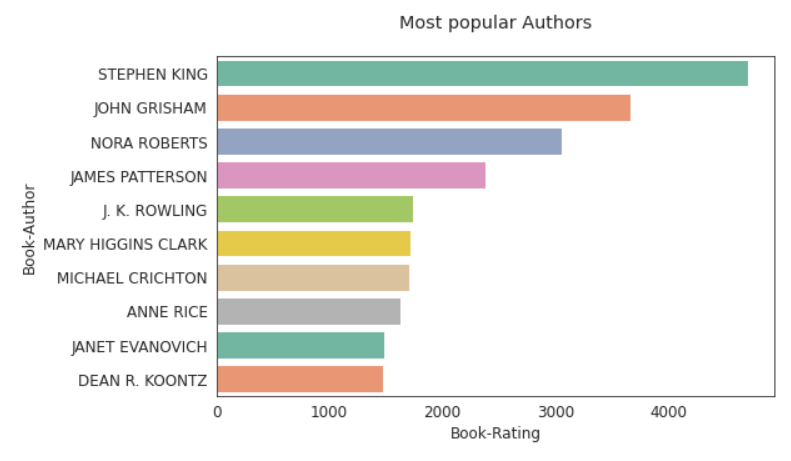 Most popular Authors
Book-Author
STEPHEN KING
JOHN GRISHAM
NORA ROBERTS
JAMES PATTERSON
J. K. ROWLING
MARY HIGGINS CLARK
MICHAEL CRICHTON
ANNE RICE
JANET EVANOVICH
DEAN R. KOONTZ
0 1000 2000 3000 4000
Book-Rating